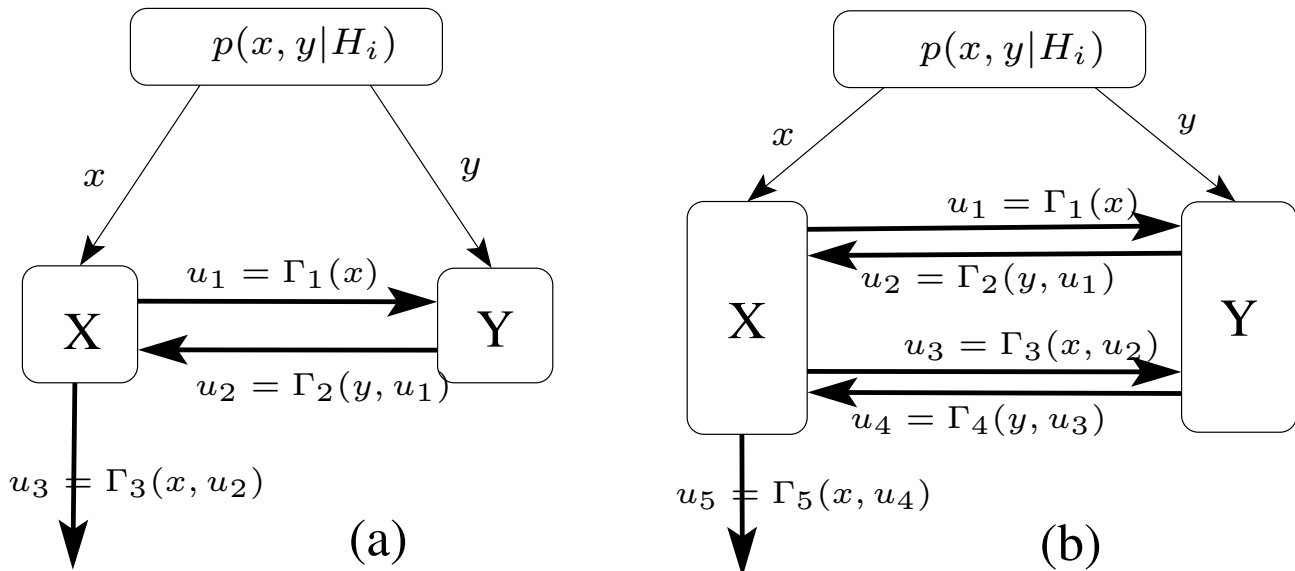 p(x, y|H_i)
x
y
u_1 = Γ_1(x)
X
Y
u_2 = Γ_2(y, u_1)
u_3 = Γ_3(x, u_2)
(a)
p(x, y|H_i)
x
y
u_1 = Γ_1(x)
u_2 = Γ_2(y, u_1)
X
Y
u_3 = Γ_3(x, u_2)
u_4 = Γ_4(y, u_3)
u_5 = Γ_5(x, u_4)
(b)